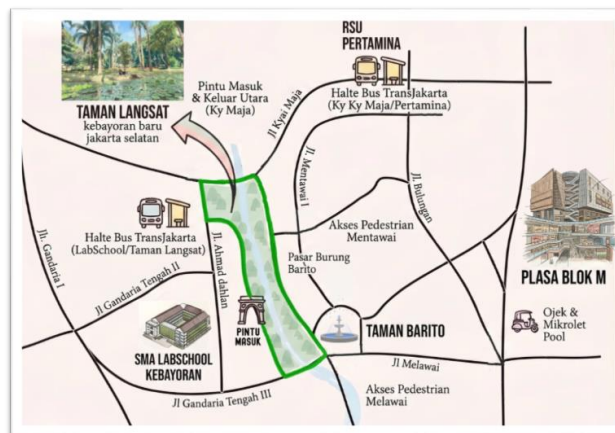 RSU
PERTAMINA
Halte Bus TransJakarta
(Ky Ky Maja/Pertamina)
Pintu Masuk
& Keluar Utara
(Ky Maja)
TAMAN LANGSAT
kebayoran baru
jakarta selatan
Jl Kyai Maja
Jl. Mentawai I
Jl. Bulungan
Halte Bus TransJakarta
(LabSchool/Taman Langsat)
Jl. Ahmad dahlan
Akses Pedestrian
Mentawai
Pasar Burung
Barito
PLASA BLOK M
Jlı. Gandaria I
Jl Gandaria Tengah II
PINTU
MASUK
TAMAN BARITO
Ojek &
Mikrolet
Pool
SMA LABSCHOOL
KEBAYORAN
Jl Melawai
Jl Gandaria Tengah III
Akses Pedestrian
Melawai